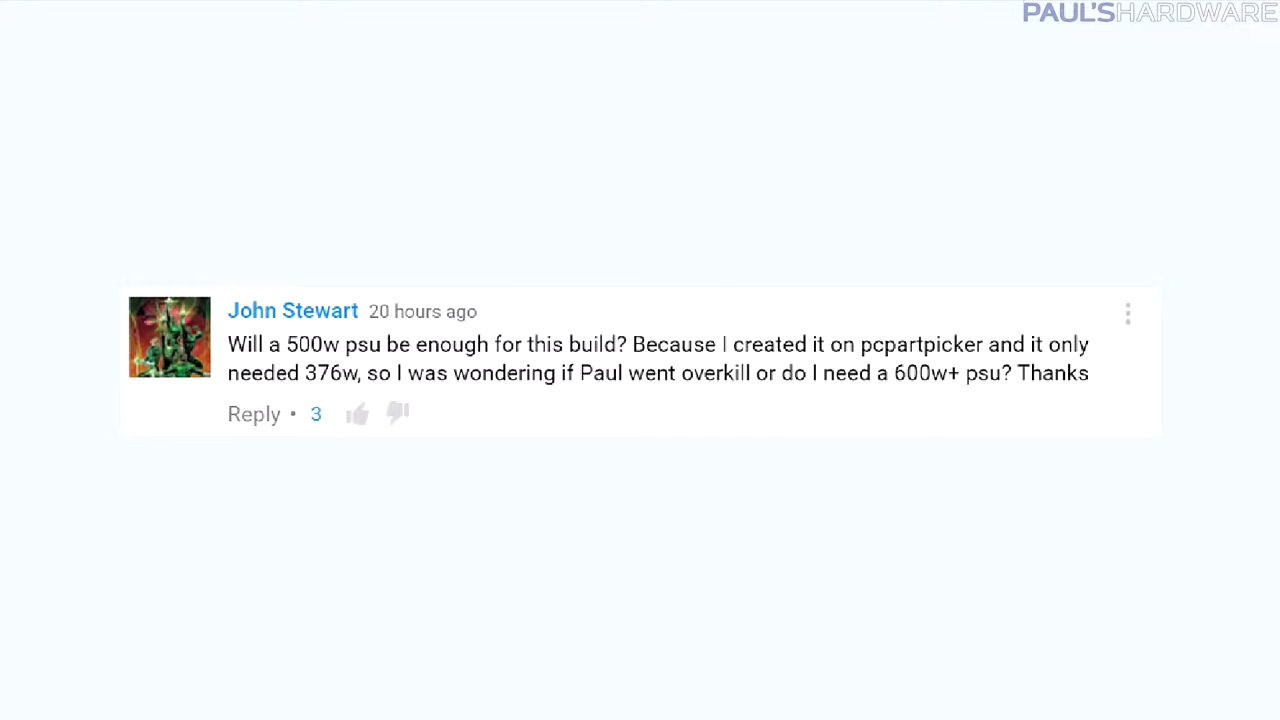 PAUL'SHARDWARE
John Stewart 20 hours ago
Will a 500w psu be enough for this build? Because I created it on pcpartpicker and it only
needed 376w, so I was wondering if Paul went overkill or do I need a 600w+ psu? Thanks
Reply • 3